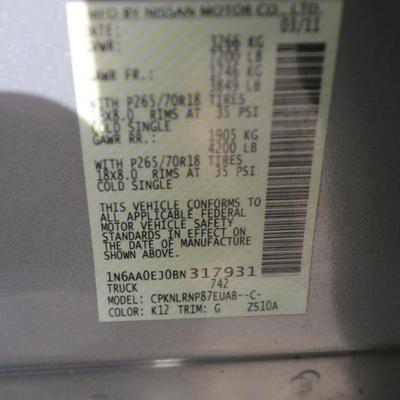 MFD BY NISSAN MOTOR CO., LTD.
DATE: 03/11
GVWR: 3266 KG
7200 LB
GAWR FR.: 1746 KG
3849 LB
WITH P265/70R18 TIRES
18x8.0 RIMS AT 35 PSI
COLD SINGLE
GAWR RR.: 1905 KG
4200 LB
WITH P265/70R18 TIRES
18x8.0 RIMS AT 35 PSI
COLD SINGLE
THIS VEHICLE CONFORMS TO
ALL APPLICABLE FEDERAL
MOTOR VEHICLE SAFETY
STANDARDS IN EFFECT ON
THE DATE OF MANUFACTURE
SHOWN ABOVE.
1N6AA0EJ0BN317931
TRUCK 742
MODEL: CPKNLRNP87EUAB--C-
COLOR: K12 TRIM: G ZS10A